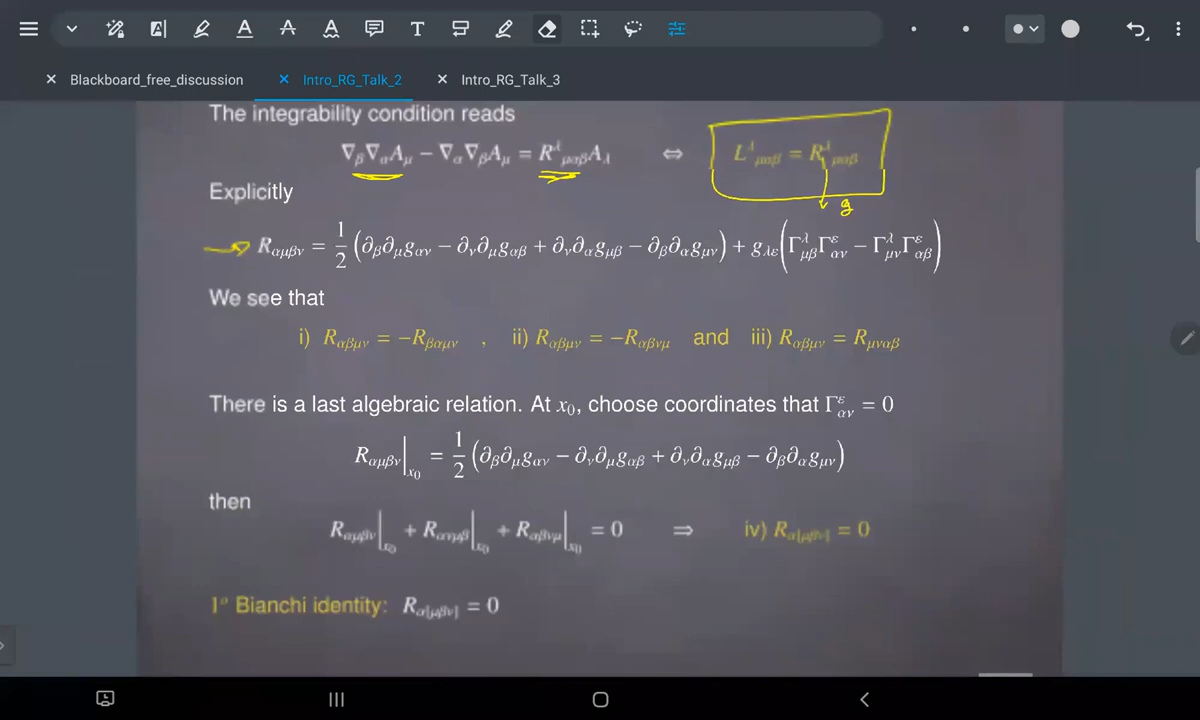 Blackboard_free_discussion Intro_RG_Talk_2 Intro_RG_Talk_3
The integrability condition reads
∇_β∇_αA_μ − ∇_α∇_βA_μ = R^λ_{μαβ}A_λ ⇔ L^λ_{μαβ} = R^λ_{μαβ}
g
Explicitly
R_{αμβν} = 1/2 (∂_β∂_μg_{αν} − ∂_ν∂_μg_{αβ} + ∂_ν∂_αg_{μβ} − ∂_β∂_αg_{μν}) + g_{λε}(Γ^λ_{μβ}Γ^ε_{αν} − Γ^λ_{μν}Γ^ε_{αβ})
We see that
i) R_{αβμν} = −R_{βαμν} , ii) R_{αβμν} = −R_{αβνμ} and iii) R_{αβμν} = R_{μναβ}
There is a last algebraic relation. At x_0, choose coordinates that Γ^ε_{αν} = 0
R_{αμβν}|_{x_0} = 1/2 (∂_β∂_μg_{αν} − ∂_ν∂_μg_{αβ} + ∂_ν∂_αg_{μβ} − ∂_β∂_αg_{μν})
then
R_{αμβν}|_{x_0} + R_{ανμβ}|_{x_0} + R_{αβνμ}|_{x_0} = 0 ⇒ iv) R_{α[μβν]} = 0
1º Bianchi identity: R_{α[μβν]} = 0